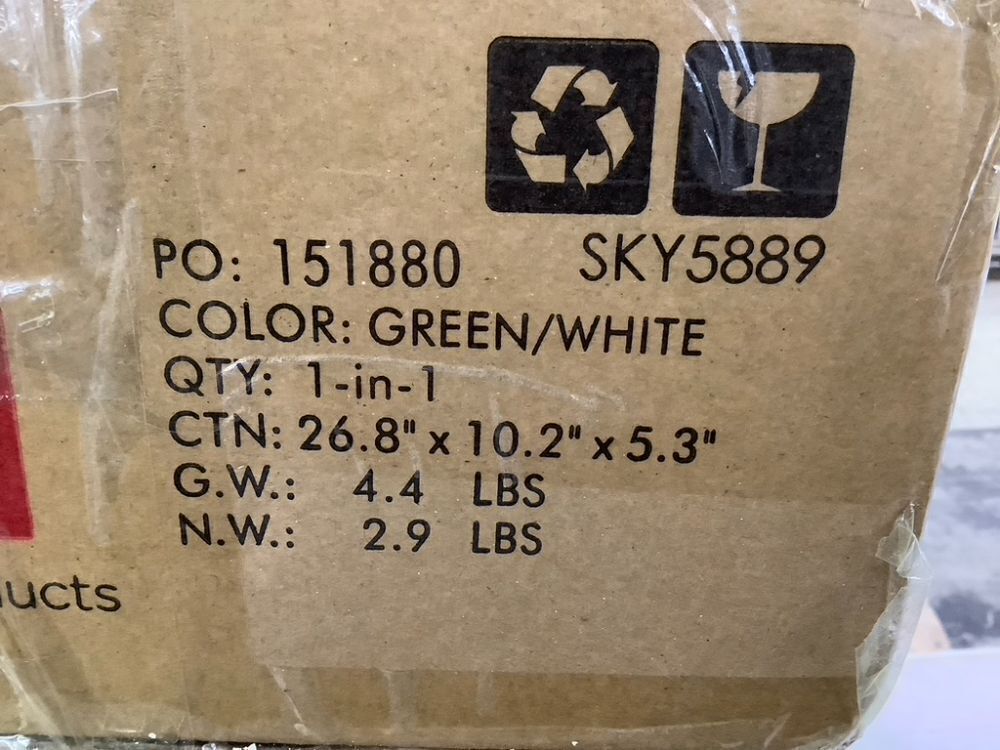 PO: 151880 SKY5889
COLOR: GREEN/WHITE
QTY: 1-in-1
CTN: 26.8" x 10.2" x 5.3"
G.W.: 4.4 LBS
N.W.: 2.9 LBS
ucts